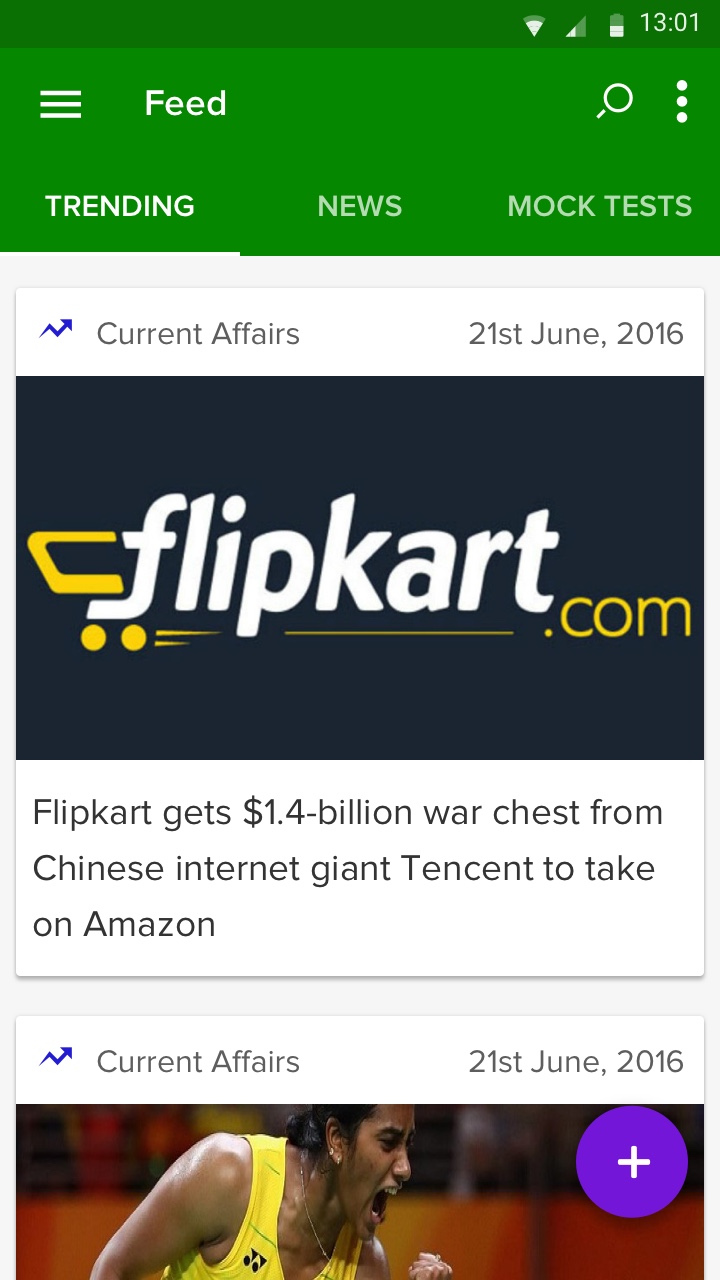 13:01
Feed
TRENDING NEWS MOCK TESTS
Current Affairs 21st June, 2016
flipkart.com
Flipkart gets $1.4-billion war chest from
Chinese internet giant Tencent to take
on Amazon
Current Affairs 21st June, 2016